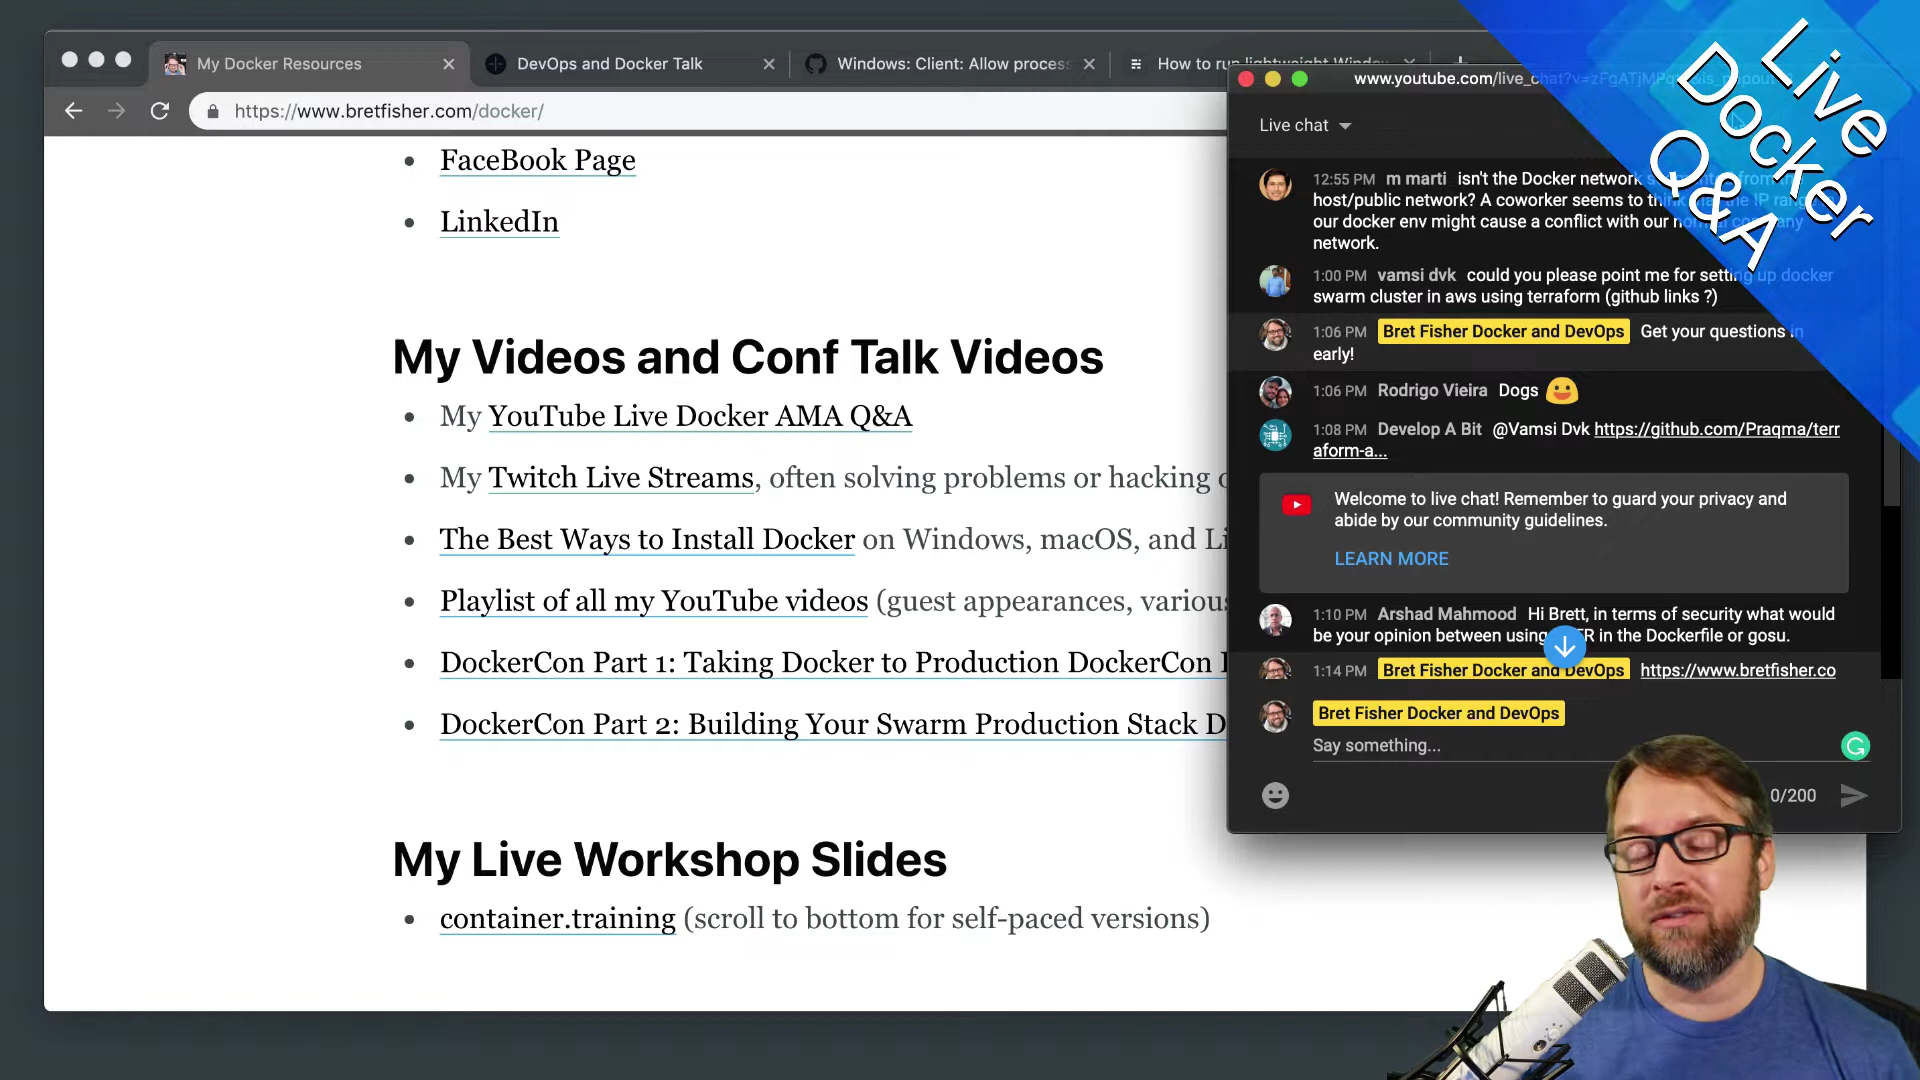 My Docker Resources
DevOps and Docker Talk
Windows: Client: Allow process
How to run lightweight
https://www.bretfisher.com/docker/
FaceBook Page
LinkedIn
My Videos and Conf Talk Videos
My YouTube Live Docker AMA Q&A
My Twitch Live Streams, often solving problems or hacking
The Best Ways to Install Docker on Windows, macOS, and
Playlist of all my YouTube videos (guest appearances, various
DockerCon Part 1: Taking Docker to Production DockerCon
DockerCon Part 2: Building Your Swarm Production Stack D
My Live Workshop Slides
container.training (scroll to bottom for self-paced versions)
www.youtube.com/live_
Live chat
12:55 PM m marti isn't the Docker network from
host/public network? A coworker seems to the IP
our docker env might cause a conflict with our company
network.
1:00 PM vamsi dvk could you please point me for setting up docker
swarm cluster in aws using terraform (github links ?)
1:06 PM Bret Fisher Docker and DevOps Get your questions in
early!
1:06 PM Rodrigo Vieira Dogs
1:08 PM Develop A Bit @Vamsi Dvk https://github.com/Praqma/terr
aform-a...
Welcome to live chat! Remember to guard your privacy and
abide by our community guidelines.
LEARN MORE
1:10 PM Arshad Mahmood Hi Brett, in terms of security what would
be your opinion between using in the Dockerfile or gosu.
1:14 PM Bret Fisher Docker and DevOps https://www.bretfisher.co
Bret Fisher Docker and DevOps
Say something...
0/200
Live
Docker
Q&A